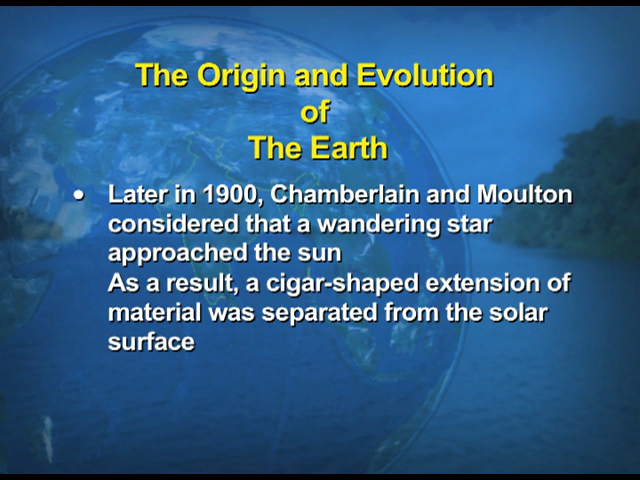 The Origin and Evolution
of
The Earth
• Later in 1900, Chamberlain and Moulton
considered that a wandering star
approached the sun
As a result, a cigar-shaped extension of
material was separated from the solar
surface